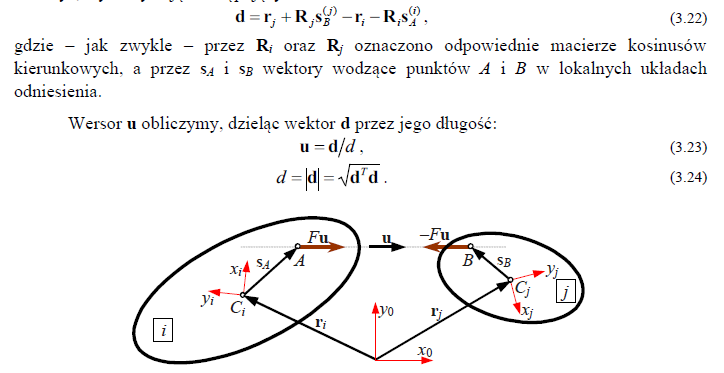 d = r_j + R_j s_B^(j) − r_i − R_i s_A^(i) , (3.22)
gdzie – jak zwykle – przez R_i oraz R_j oznaczono odpowiednie macierze kosinusów
kierunkowych, a przez s_A i s_B wektory wodzące punktów A i B w lokalnych układach
odniesienia.
Wersor u obliczymy, dzieląc wektor d przez jego długość:
u = d/d , (3.23)
d = |d| = √(d^T d) . (3.24)
Fu u −Fu
x_i s_A A B s_B y_j
y_i C_i C_j x_j j
i r_i y_0 r_j
x_0